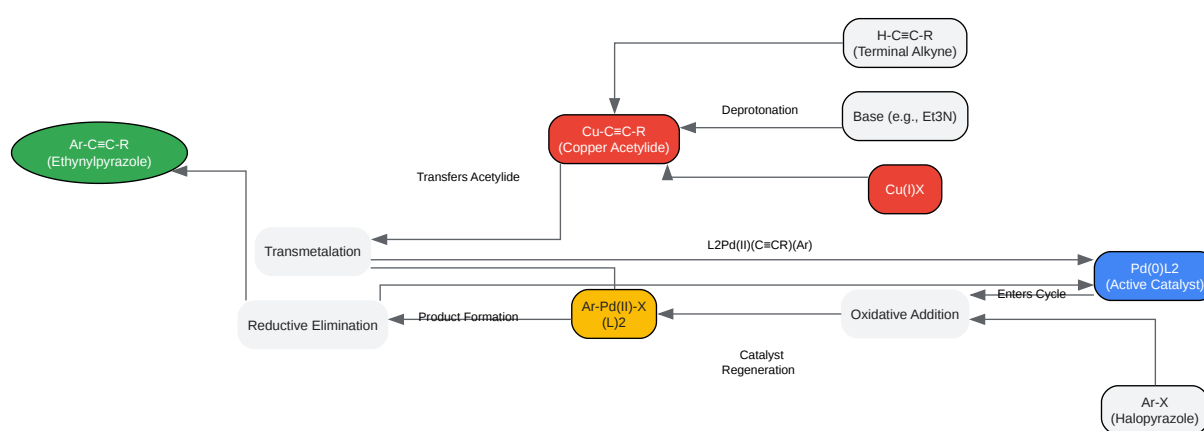 H-C≡C-R
(Terminal Alkyne)
Deprotonation
Base (e.g., Et3N)
Cu-C≡C-R
(Copper Acetylide)
Ar-C≡C-R
(Ethynylpyrazole)
Transfers Acetylide
Cu(I)X
Transmetalation
L2Pd(II)(C≡CR)(Ar)
Pd(0)L2
(Active Catalyst)
Enters Cycle
Ar-Pd(II)-X
(L)2
Oxidative Addition
Product Formation
Reductive Elimination
Catalyst
Regeneration
Ar-X
(Halopyrazole)